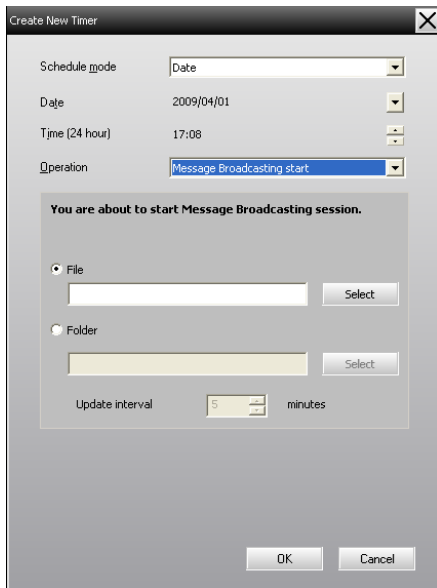 Create New Timer
Schedule mode Date
Date 2009/04/01
Time (24 hour) 17:08
Operation Message Broadcasting start
You are about to start Message Broadcasting session.
File
Select
Folder
Select
Update interval 5 minutes
OK Cancel